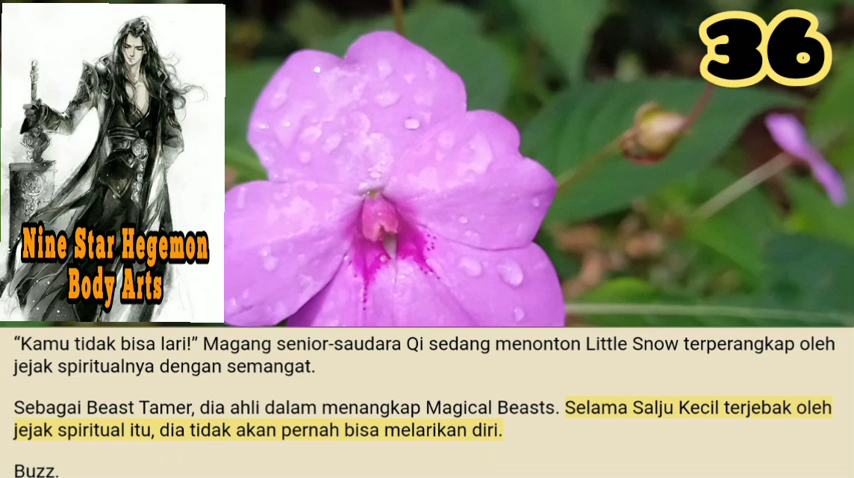 36
Nine Star Hegemon
Body Arts
“Kamu tidak bisa lari!” Magang senior-saudara Qi sedang menonton Little Snow terperangkap oleh
jejak spiritualnya dengan semangat.
Sebagai Beast Tamer, dia ahli dalam menangkap Magical Beasts. Selama Salju Kecil terjebak oleh
jejak spiritual itu, dia tidak akan pernah bisa melarikan diri.
Buzz.